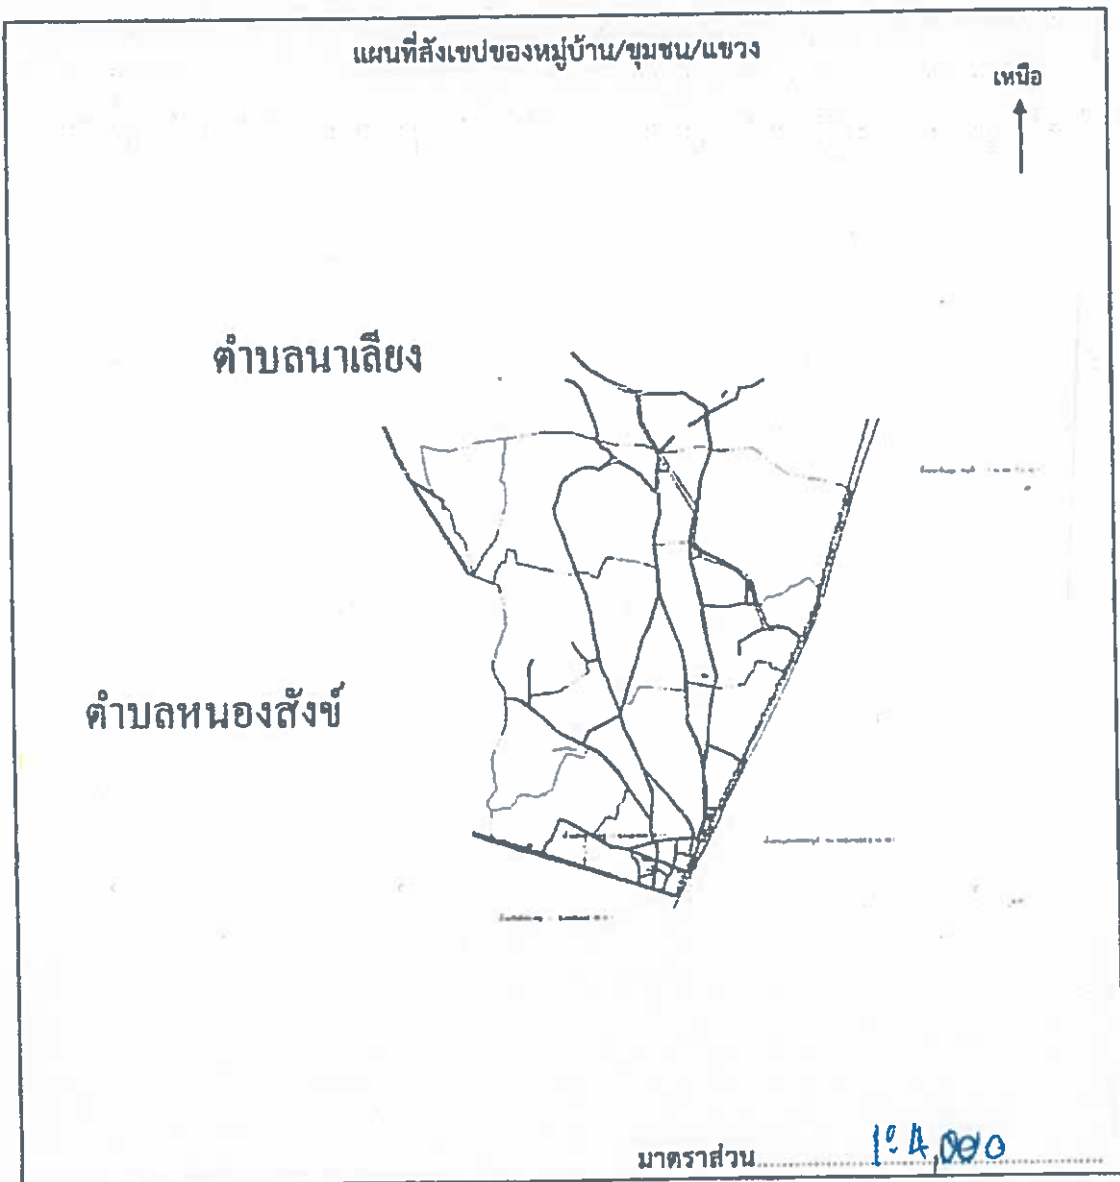 แผนที่สังเขปของหมู่บ้าน/ชุมชน/แขวง
เหนือ
ตำบลนาเลียง
ตำบลหนองสังข์
มาตราส่วน 1:4,000